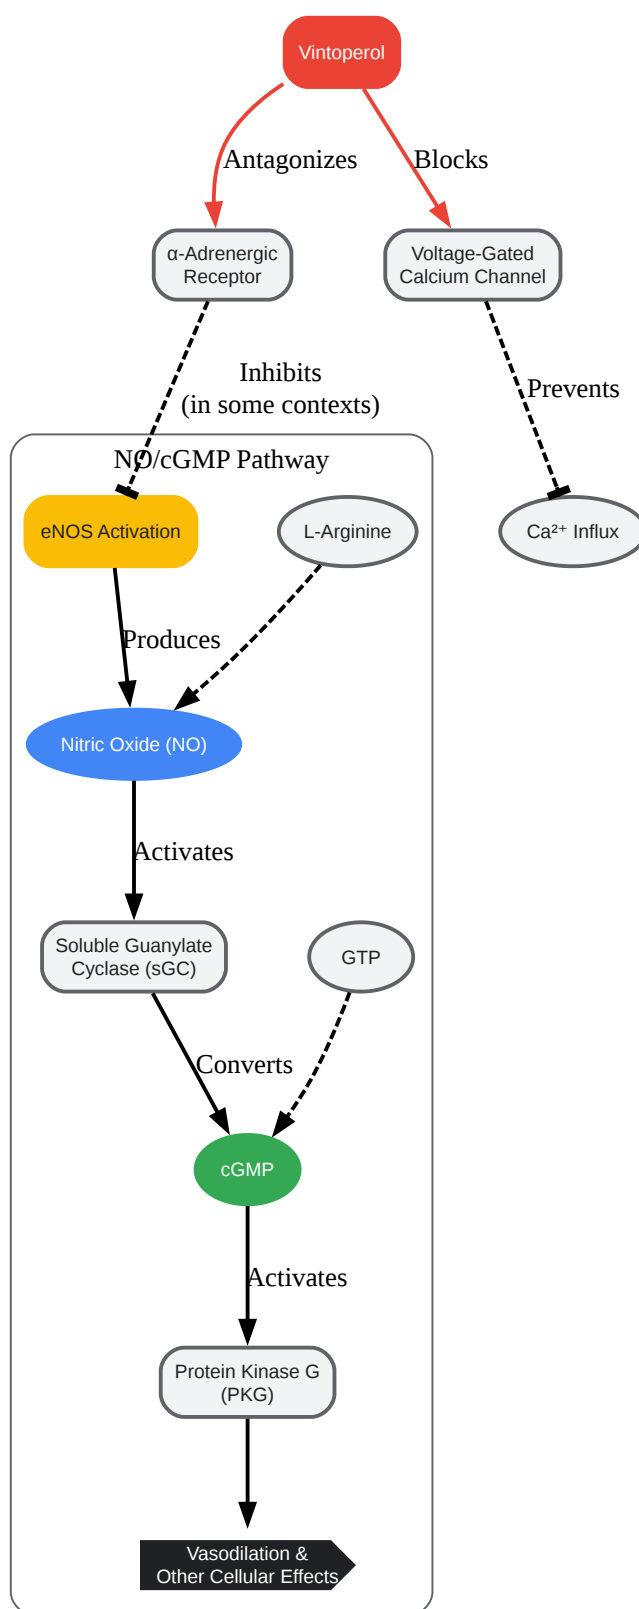 Vintoperol
Antagonizes
Blocks
α-Adrenergic
Receptor
Voltage-Gated
Calcium Channel
Inhibits
(in some contexts)
Prevents
NO/cGMP Pathway
eNOS Activation
L-Arginine
Ca²⁺ Influx
Produces
Nitric Oxide (NO)
Activates
Soluble Guanylate
Cyclase (sGC)
GTP
Converts
cGMP
Activates
Protein Kinase G
(PKG)
Vasodilation &
Other Cellular Effects